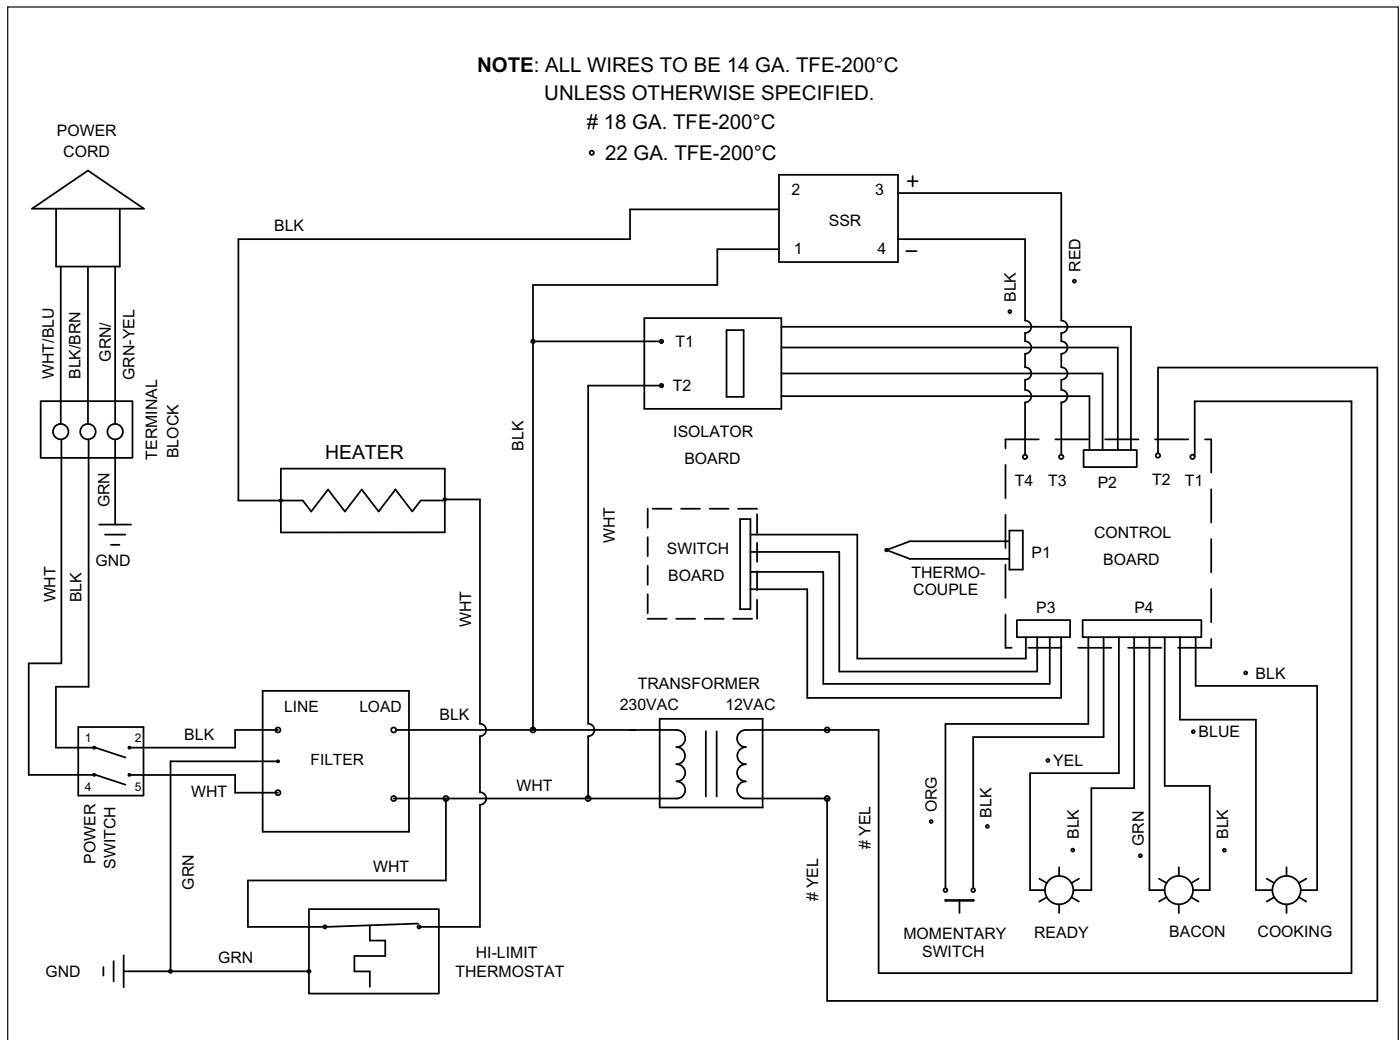 NOTE: ALL WIRES TO BE 14 GA. TFE-200°C
UNLESS OTHERWISE SPECIFIED.
# 18 GA. TFE-200°C
∘ 22 GA. TFE-200°C
POWER
CORD
WHT/BLU
BLK/BRN
GRN/
GRN-YEL
TERMINAL
BLOCK
GRN
GND
WHT
BLK
BLK
2
3
+
SSR
1
4
–
∘ BLK
∘ RED
T1
T2
ISOLATOR
BOARD
BLK
WHT
HEATER
WHT
SWITCH
BOARD
THERMO-
COUPLE
T4
T3
P2
T2
T1
P1
CONTROL
BOARD
P3
P4
1
2
4
5
POWER
SWITCH
BLK
WHT
GRN
LINE
LOAD
FILTER
BLK
WHT
WHT
TRANSFORMER
230VAC
12VAC
# YEL
# YEL
∘ ORG
∘ BLK
∘ YEL
∘ BLK
∘ GRN
∘ BLK
∘ BLUE
∘ BLK
MOMENTARY
SWITCH
READY
BACON
COOKING
GND
GRN
HI-LIMIT
THERMOSTAT